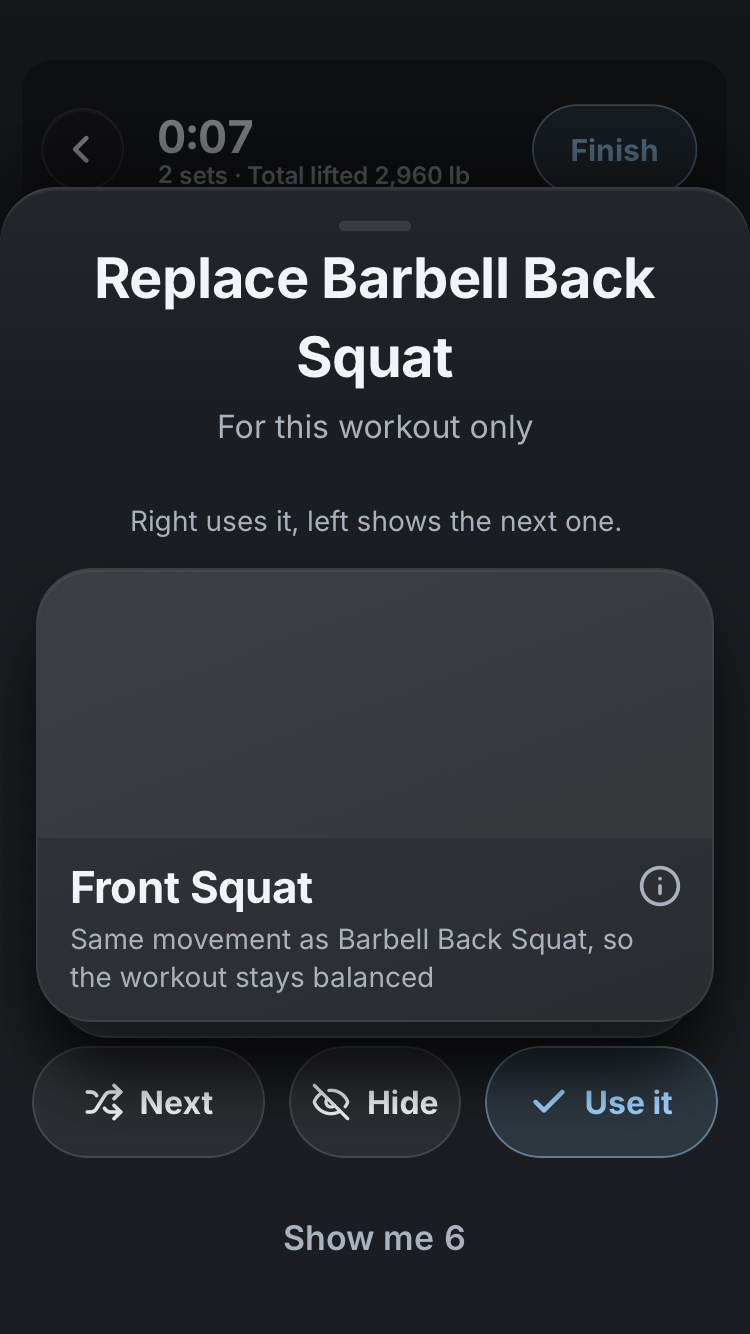 0:07
2 sets · Total lifted 2,960 lb
Finish
Replace Barbell Back
Squat
For this workout only
Right uses it, left shows the next one.
Front Squat
Same movement as Barbell Back Squat, so
the workout stays balanced
Next
Hide
Use it
Show me 6